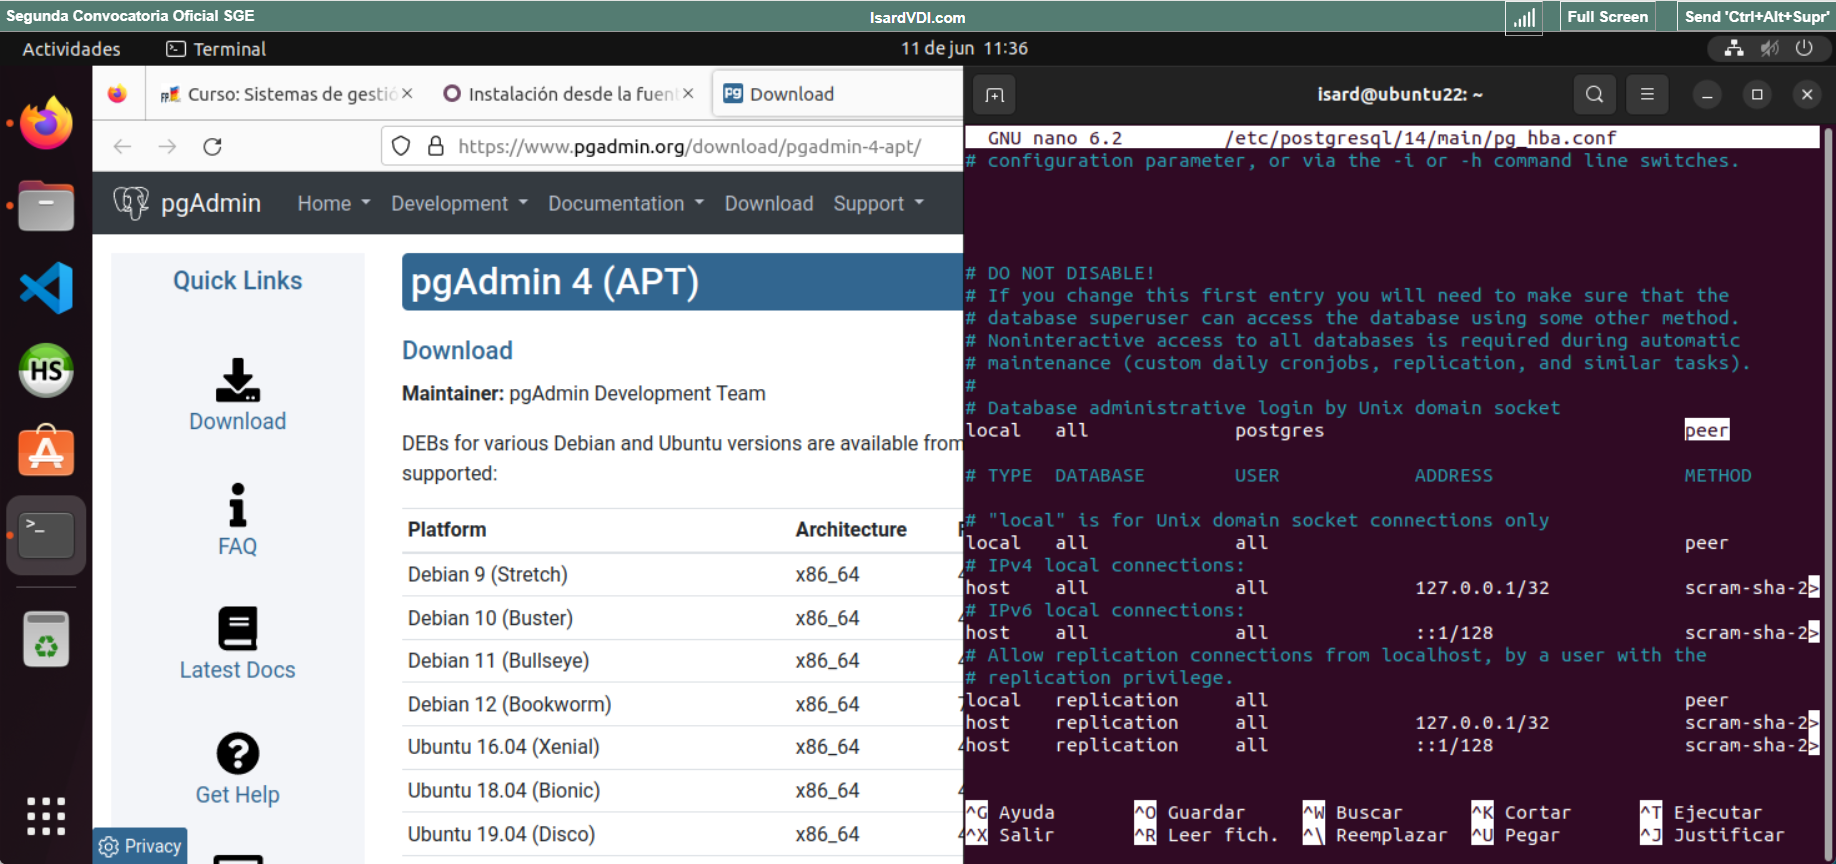 Segunda Convocatoria Oficial SGE
IsardVDI.com
Full Screen
Send 'Ctrl+Alt+Supr'
Actividades
Terminal
11 de jun 11:36
Curso: Sistemas de gestió
Instalación desde la fuent
Download
https://www.pgadmin.org/download/pgadmin-4-apt/
pgAdmin
Home
Development
Documentation
Download
Support
Quick Links
Download
FAQ
Latest Docs
Get Help
Privacy
pgAdmin 4 (APT)
Download
Maintainer: pgAdmin Development Team
DEBs for various Debian and Ubuntu versions are available from
supported:
Platform Architecture
Debian 9 (Stretch) x86_64
Debian 10 (Buster) x86_64
Debian 11 (Bullseye) x86_64
Debian 12 (Bookworm) x86_64
Ubuntu 16.04 (Xenial) x86_64
Ubuntu 18.04 (Bionic) x86_64
Ubuntu 19.04 (Disco) x86_64
isard@ubuntu22: ~
GNU nano 6.2 /etc/postgresql/14/main/pg_hba.conf
# configuration parameter, or via the -i or -h command line switches.
# DO NOT DISABLE!
# If you change this first entry you will need to make sure that the
# database superuser can access the database using some other method.
# Noninteractive access to all databases is required during automatic
# maintenance (custom daily cronjobs, replication, and similar tasks).
#
# Database administrative login by Unix domain socket
local all postgres peer
# TYPE DATABASE USER ADDRESS METHOD
# "local" is for Unix domain socket connections only
local all all peer
# IPv4 local connections:
host all all 127.0.0.1/32 scram-sha-2>
# IPv6 local connections:
host all all ::1/128 scram-sha-2>
# Allow replication connections from localhost, by a user with the
# replication privilege.
local replication all peer
host replication all 127.0.0.1/32 scram-sha-2>
host replication all ::1/128 scram-sha-2>
^G Ayuda ^O Guardar ^W Buscar ^K Cortar ^T Ejecutar
^X Salir ^R Leer fich. ^\ Reemplazar ^U Pegar ^J Justificar